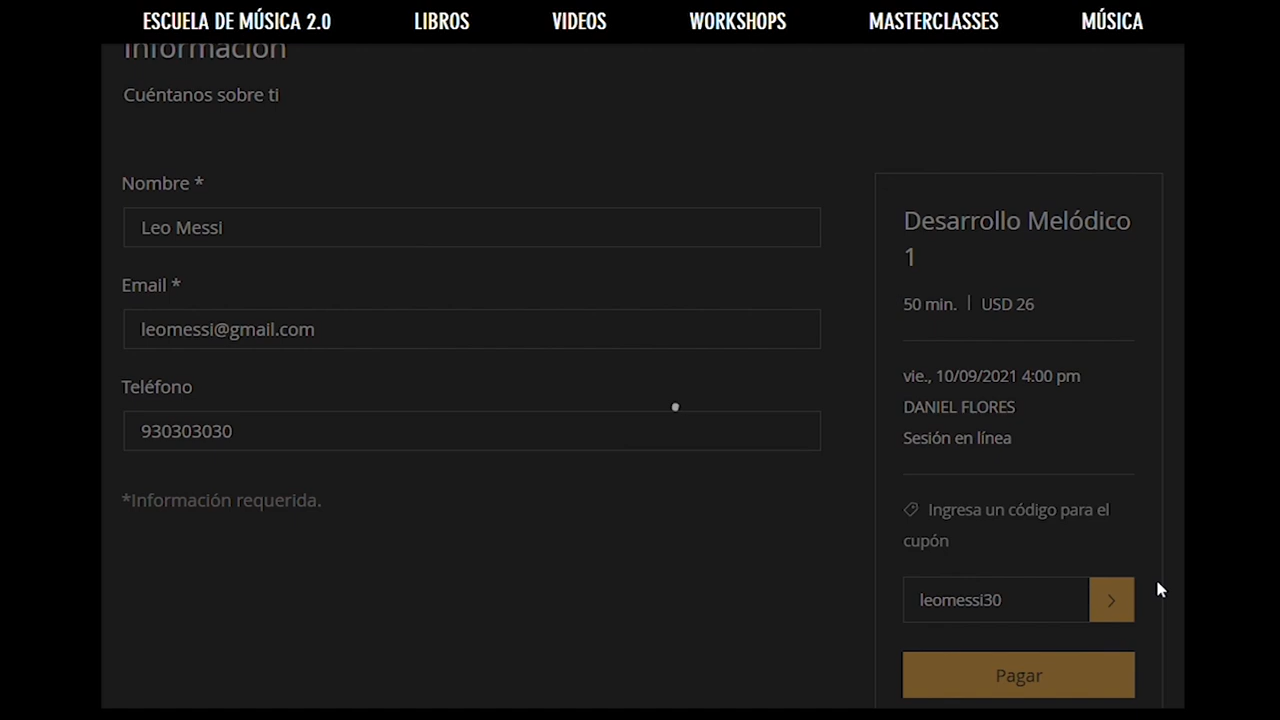 ESCUELA DE MÚSICA 2.0 LIBROS VIDEOS WORKSHOPS MASTERCLASSES MÚSICA
Información
Cuéntanos sobre ti
Nombre *
Leo Messi
Email *
leomessi@gmail.com
Teléfono
930303030
*Información requerida.
Desarrollo Melódico
1
50 min. | USD 26
vie., 10/09/2021 4:00 pm
DANIEL FLORES
Sesión en línea
Ingresa un código para el
cupón
leomessi30
Pagar